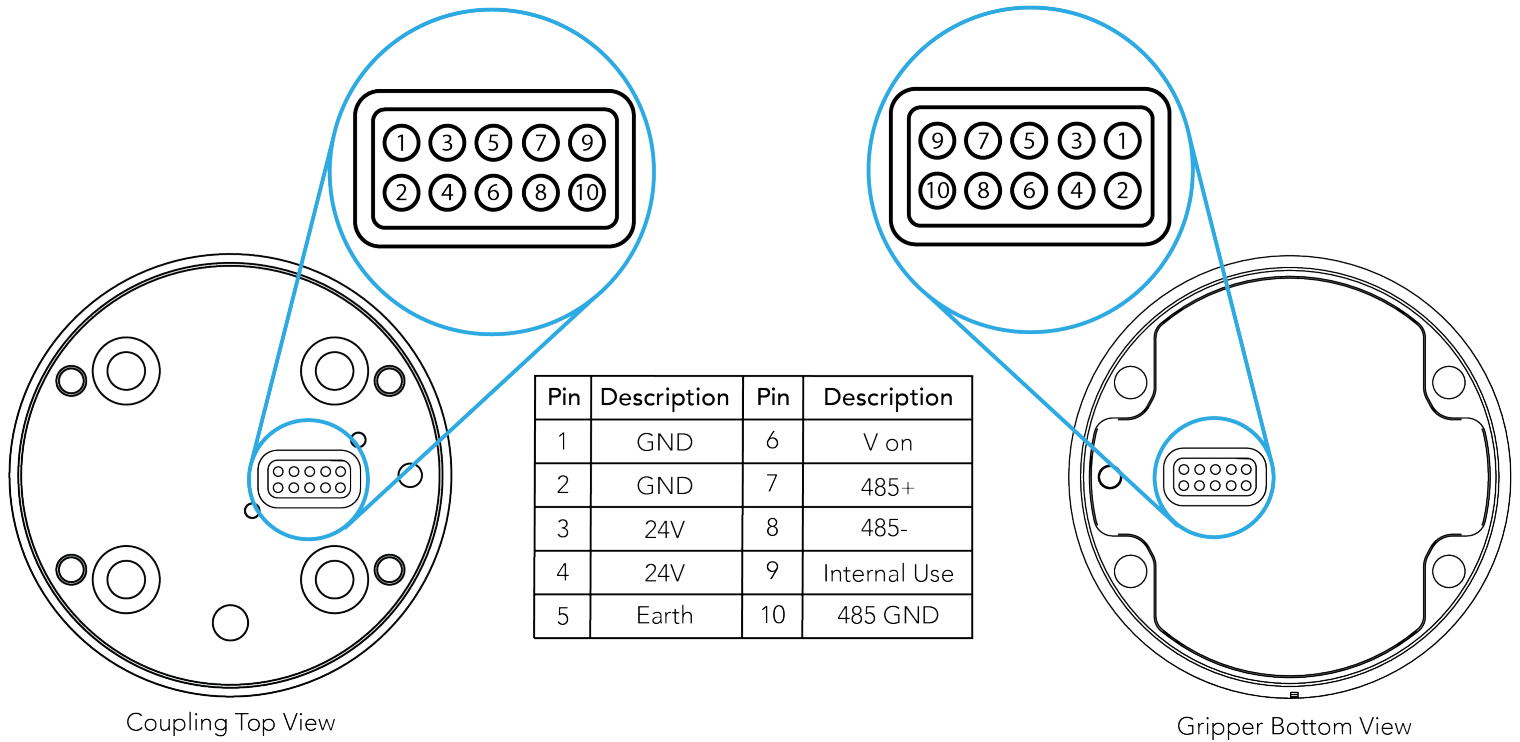 1 3 5 7 9
2 4 6 8 10
9 7 5 3 1
10 8 6 4 2
Pin Description Pin Description
1 GND 6 V on
2 GND 7 485+
3 24V 8 485-
4 24V 9 Internal Use
5 Earth 10 485 GND
Coupling Top View
Gripper Bottom View